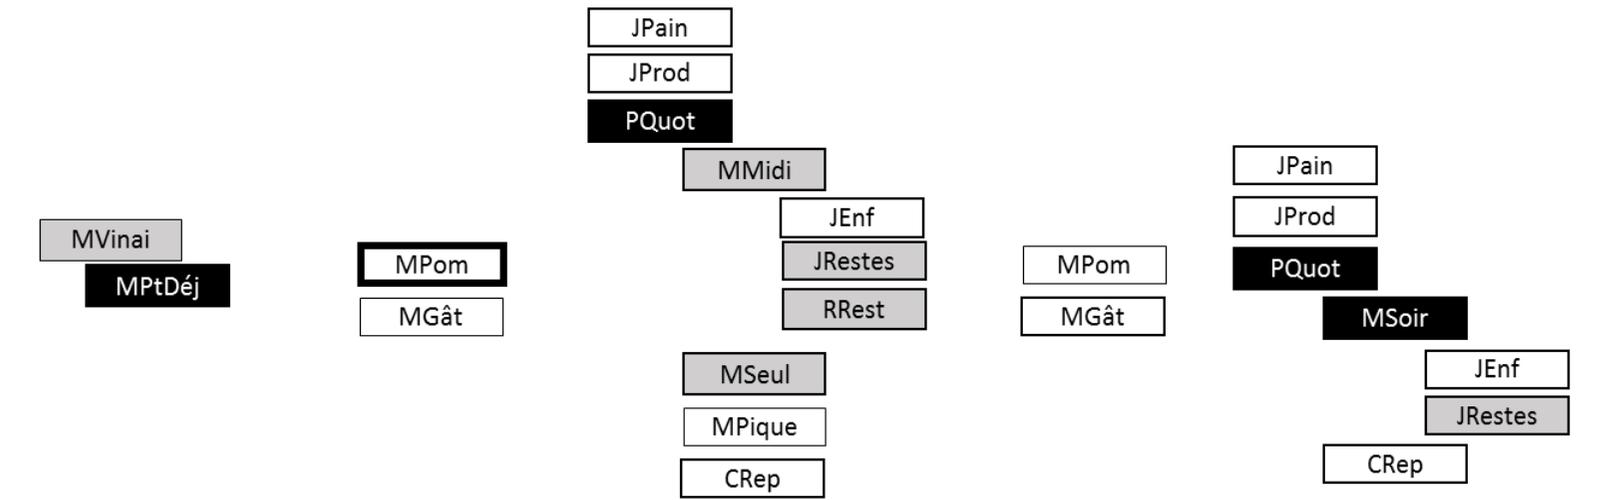 MVinai
MPtDéj
MPom
MGât
JPain
JProd
PQuot
MMidi
JEnf
JRestes
RRest
MSeul
MPique
CRep
MPom
MGât
JPain
JProd
PQuot
MSoir
JEnf
JRestes
CRep